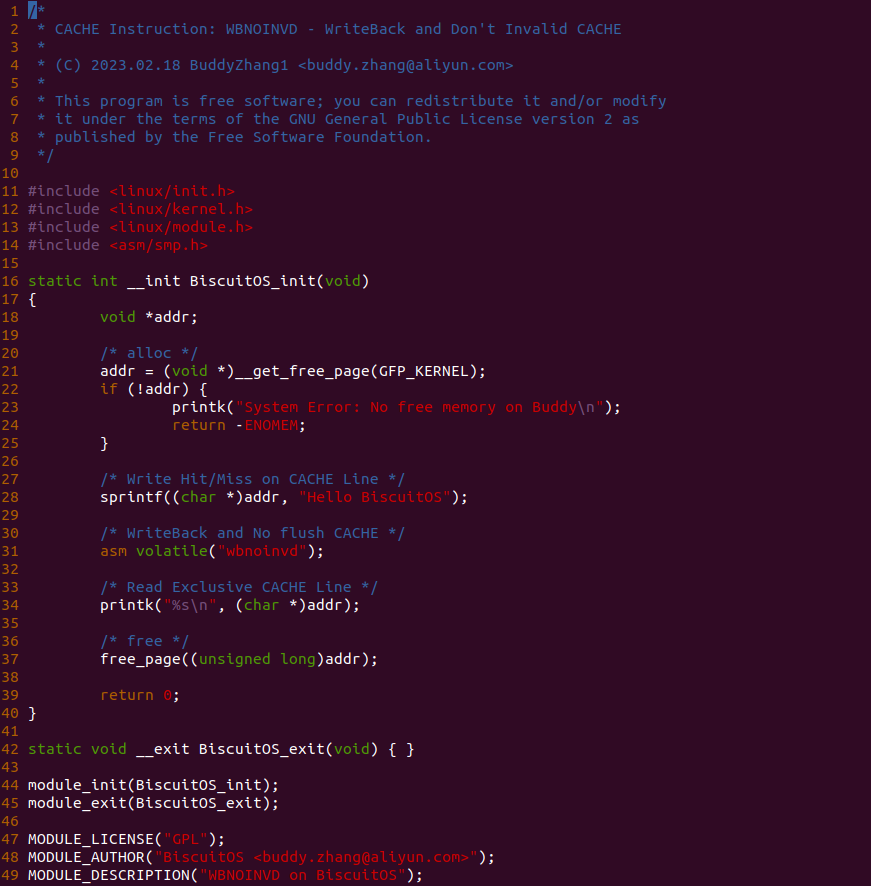 1 /*
2  * CACHE Instruction: WBNOINVD - WriteBack and Don't Invalid CACHE
3  *
4  * (C) 2023.02.18 BuddyZhang1 <buddy.zhang@aliyun.com>
5  *
6  * This program is free software; you can redistribute it and/or modify
7  * it under the terms of the GNU General Public License version 2 as
8  * published by the Free Software Foundation.
9  */
10
11 #include <linux/init.h>
12 #include <linux/kernel.h>
13 #include <linux/module.h>
14 #include <asm/smp.h>
15
16 static int __init BiscuitOS_init(void)
17 {
18         void *addr;
19
20         /* alloc */
21         addr = (void *)__get_free_page(GFP_KERNEL);
22         if (!addr) {
23                 printk("System Error: No free memory on Buddy\n");
24                 return -ENOMEM;
25         }
26
27         /* Write Hit/Miss on CACHE Line */
28         sprintf((char *)addr, "Hello BiscuitOS");
29
30         /* WriteBack and No flush CACHE */
31         asm volatile("wbnoinvd");
32
33         /* Read Exclusive CACHE Line */
34         printk("%s\n", (char *)addr);
35
36         /* free */
37         free_page((unsigned long)addr);
38
39         return 0;
40 }
41
42 static void __exit BiscuitOS_exit(void) { }
43
44 module_init(BiscuitOS_init);
45 module_exit(BiscuitOS_exit);
46
47 MODULE_LICENSE("GPL");
48 MODULE_AUTHOR("BiscuitOS <buddy.zhang@aliyun.com>");
49 MODULE_DESCRIPTION("WBNOINVD on BiscuitOS");